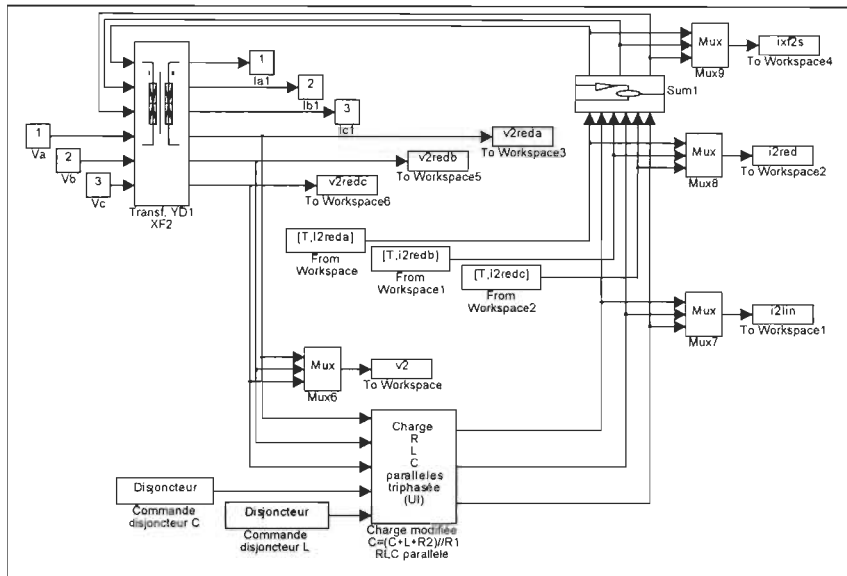 Mux
Mux9
ixf2s
To Workspace4
Sum1
1
Ia1
2
Ib1
3
Ic1
1
Va
2
Vb
3
Vc
Transf, YD1
XF2
v2reda
To Workspace3
v2redb
To Workspace5
v2redc
To Workspace6
Mux
Mux8
i2red
To Workspace2
[T,I2reda]
From
Workspace
[T,i2redb]
From
Workspace1
[T,i2redc]
From
Workspace2
Mux
Mux7
i2lin
To Workspace1
Mux
Mux6
v2
To Workspace
Charge
R
L
C
paralleles
triphasée
(UI)
Charge modifiée
C=(C+L+R2)//R1
RLC parallèle
Disjoncteur
Commande
disjoncteur C
Disjoncteur
Commande
disjoncteur L